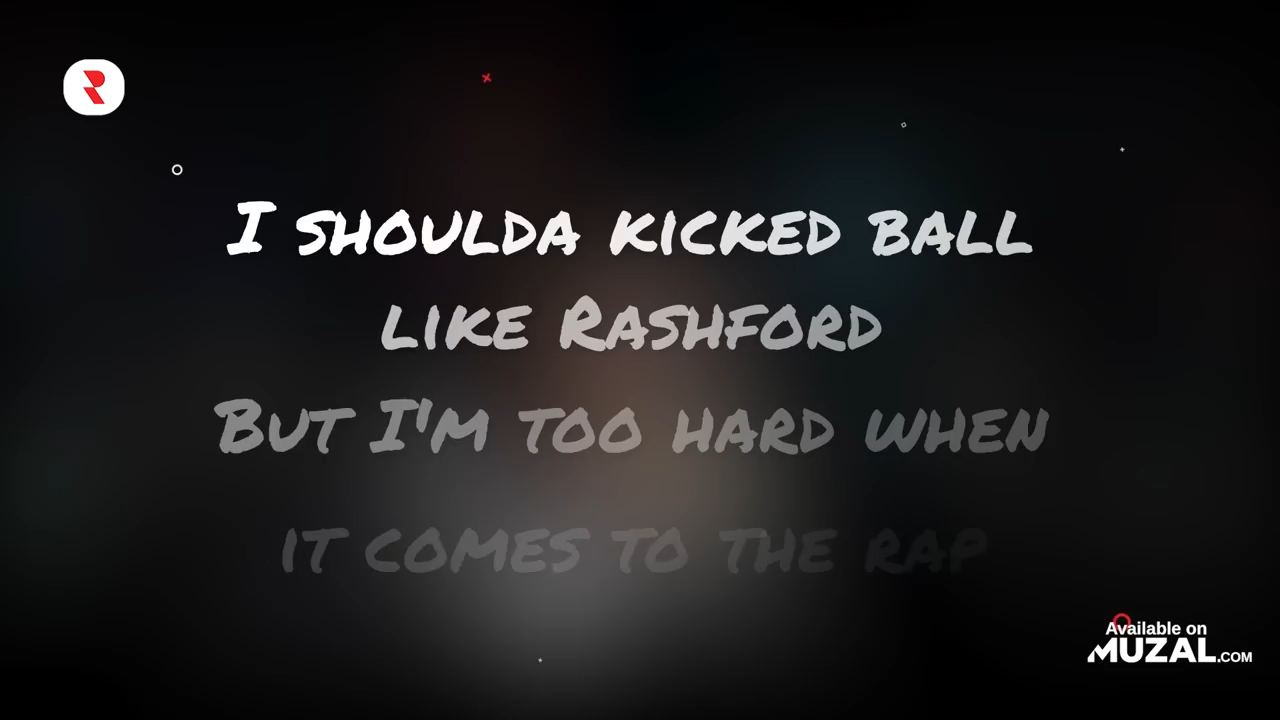 I shoulda kicked ball
like Rashford
But I'm too hard when
it comes to the rap
Available on
MUZAL.COM